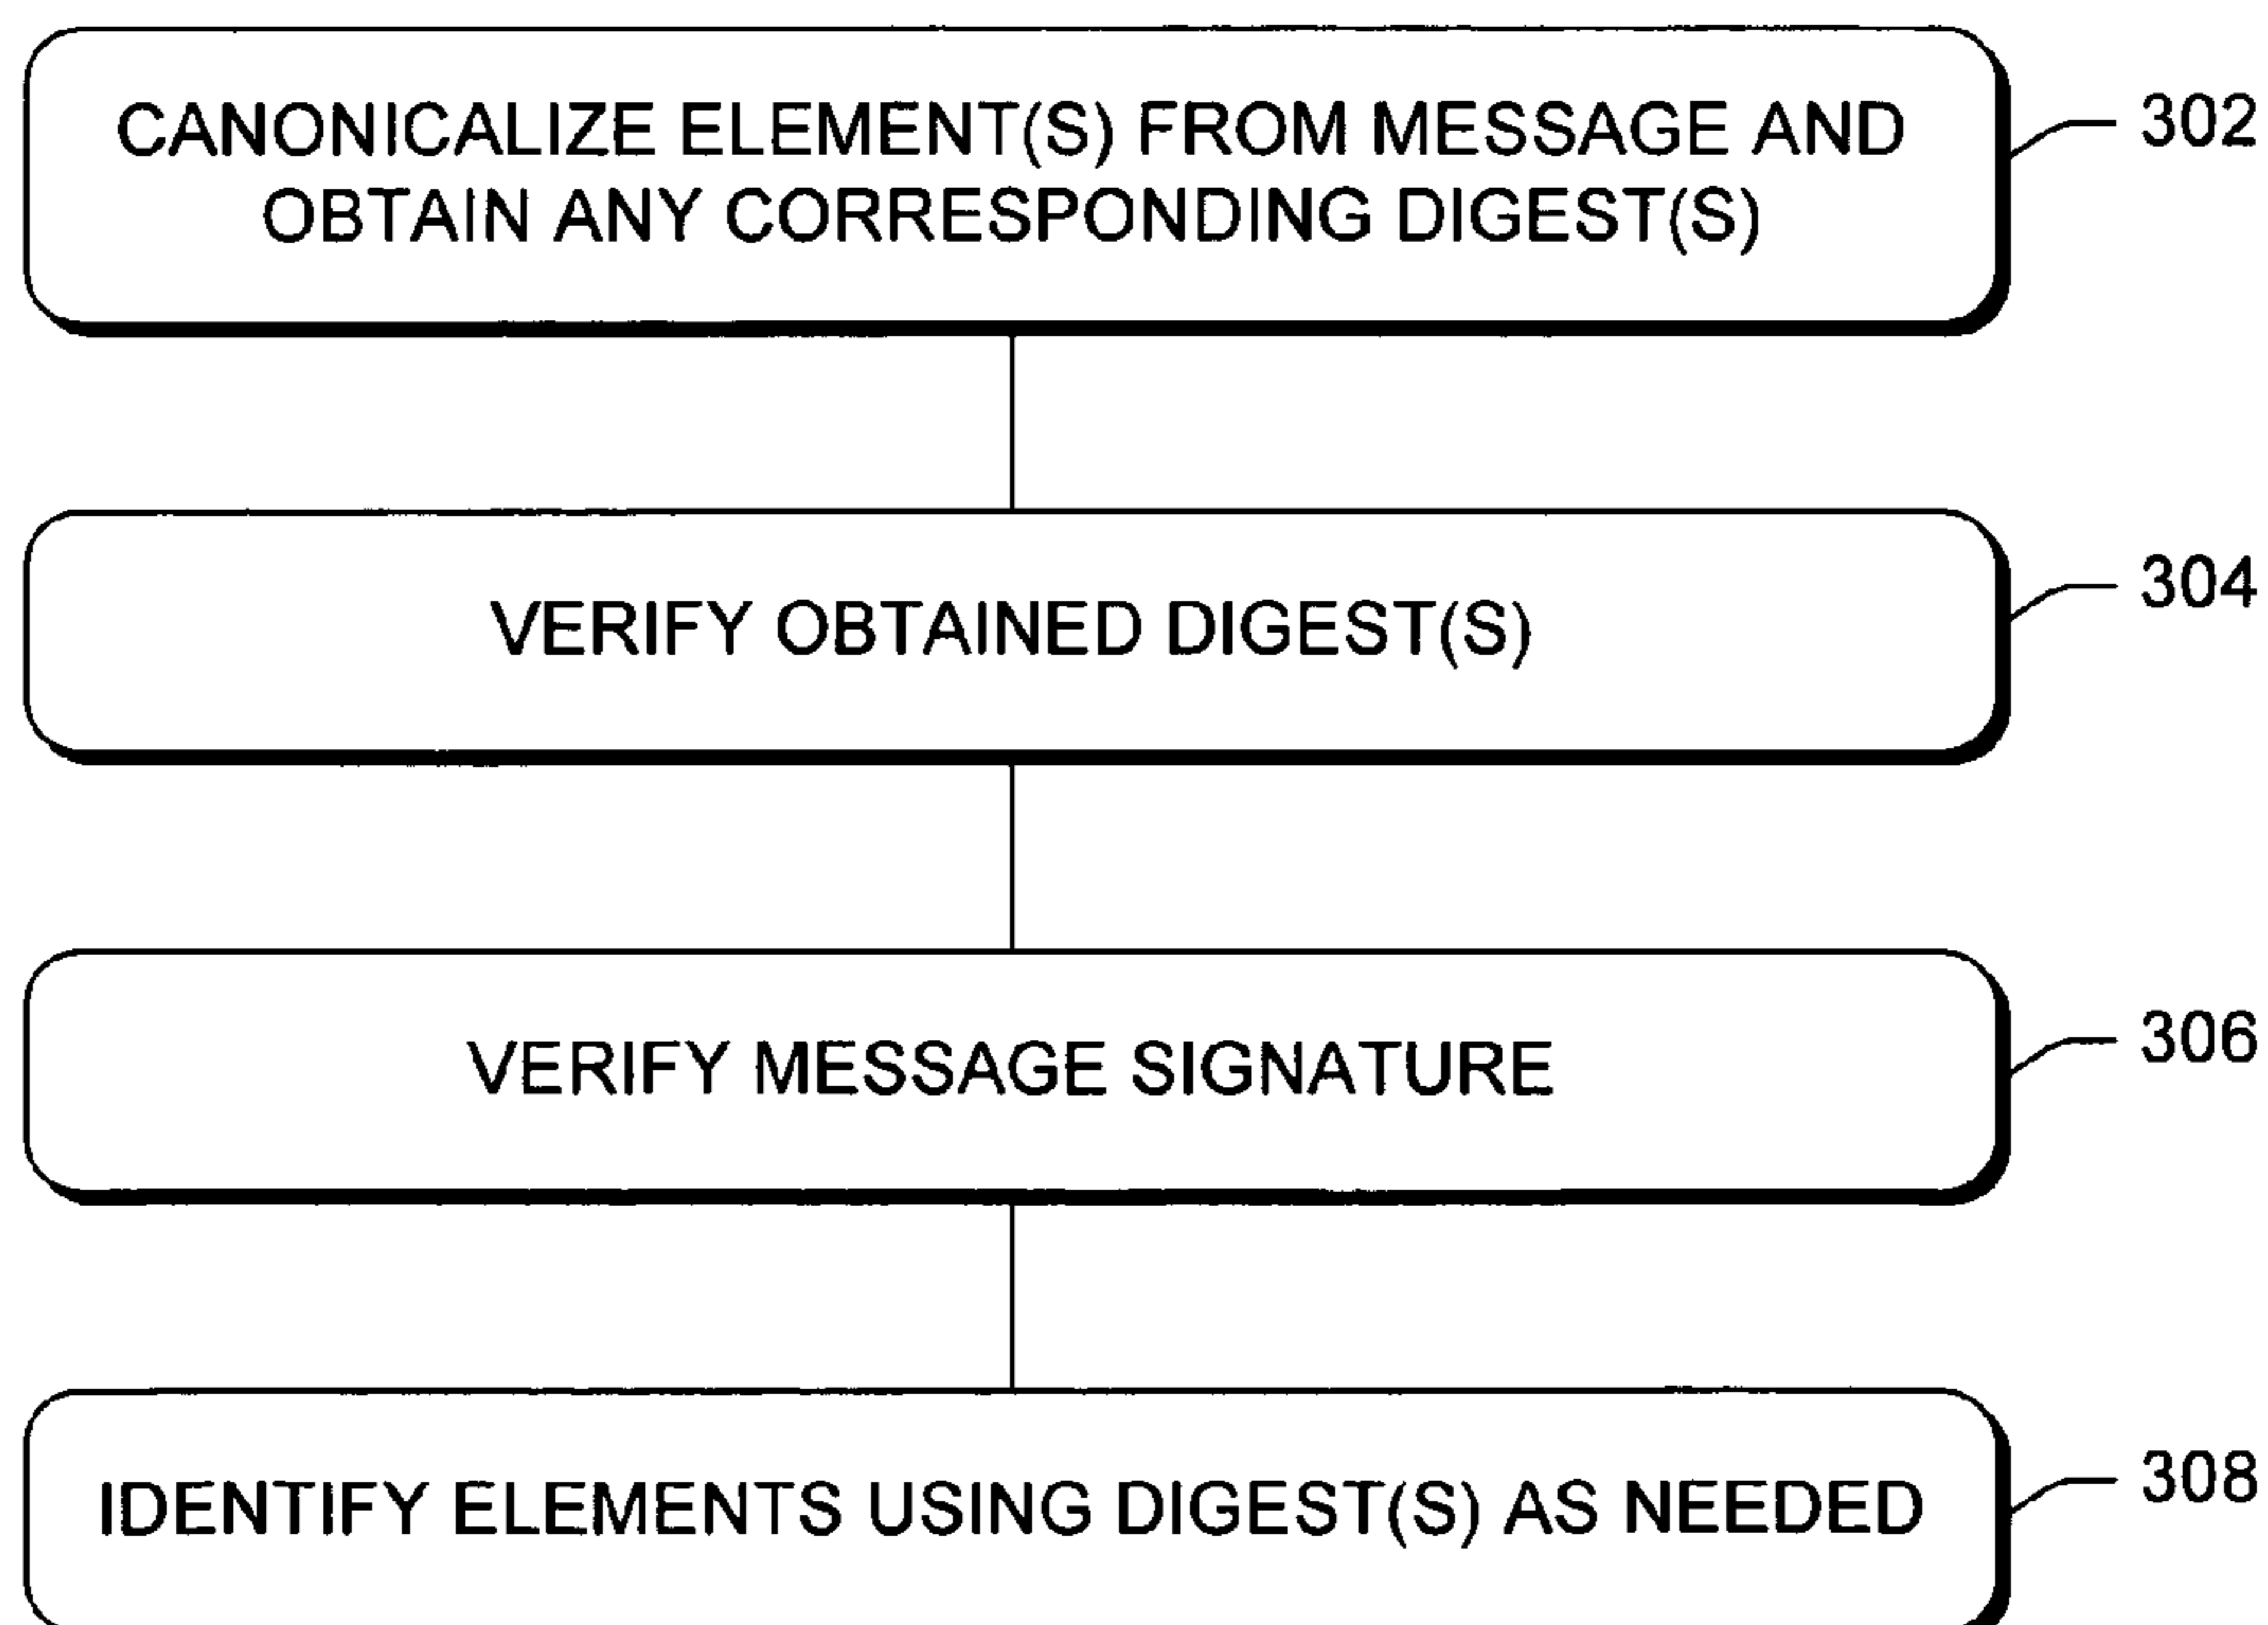 CANONICALIZE ELEMENT(S) FROM MESSAGE AND
OBTAIN ANY CORRESPONDING DIGEST(S)
302
VERIFY OBTAINED DIGEST(S)
304
VERIFY MESSAGE SIGNATURE
306
IDENTIFY ELEMENTS USING DIGEST(S) AS NEEDED
308